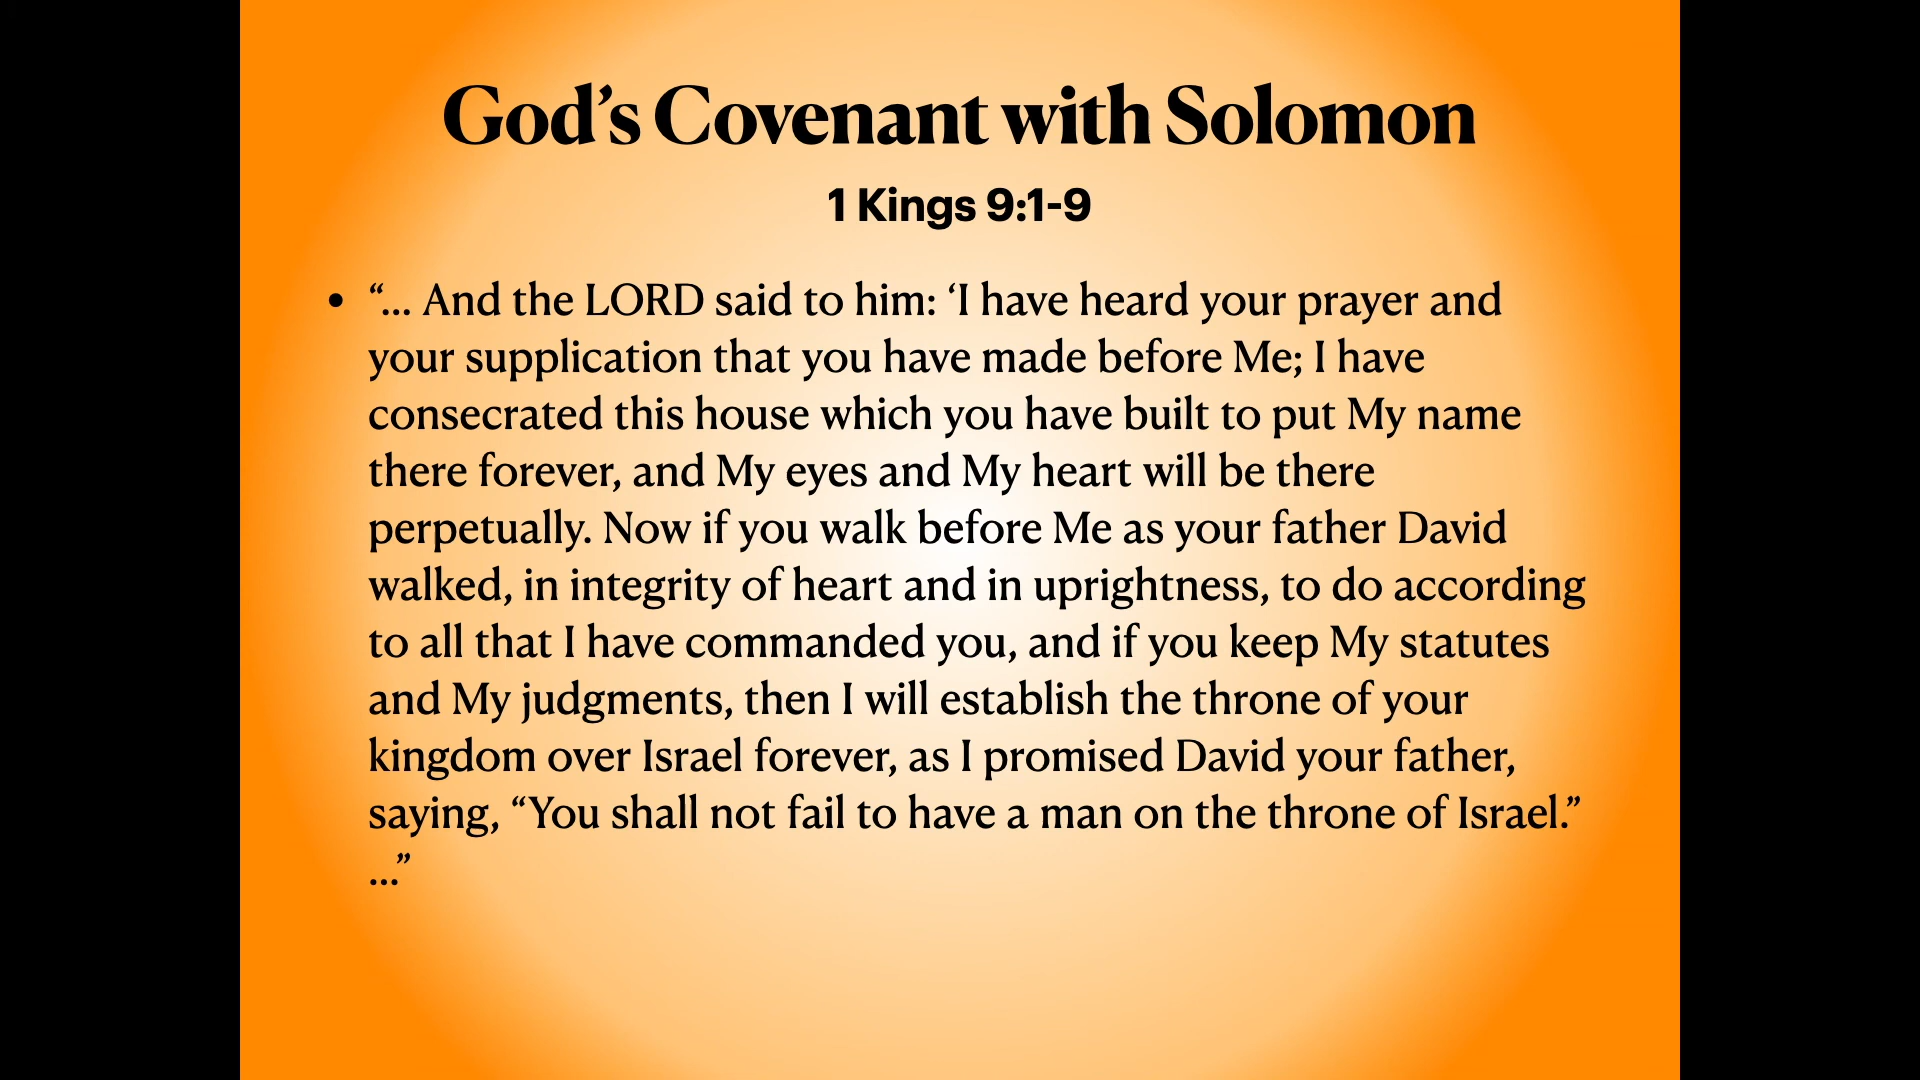 God’s Covenant with Solomon
1 Kings 9:1-9
• “... And the LORD said to him: ‘I have heard your prayer and
your supplication that you have made before Me; I have
consecrated this house which you have built to put My name
there forever, and My eyes and My heart will be there
perpetually. Now if you walk before Me as your father David
walked, in integrity of heart and in uprightness, to do according
to all that I have commanded you, and if you keep My statutes
and My judgments, then I will establish the throne of your
kingdom over Israel forever, as I promised David your father,
saying, “You shall not fail to have a man on the throne of Israel.”
...”